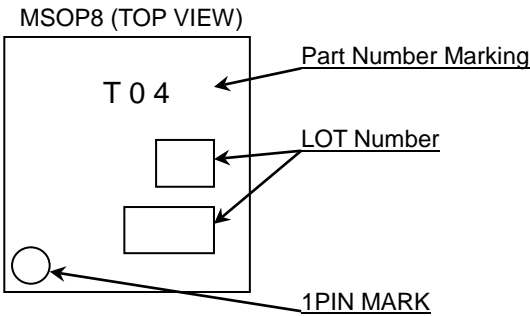 MSOP8 (TOP VIEW)
Part Number Marking
T 0 4
LOT Number
1PIN MARK